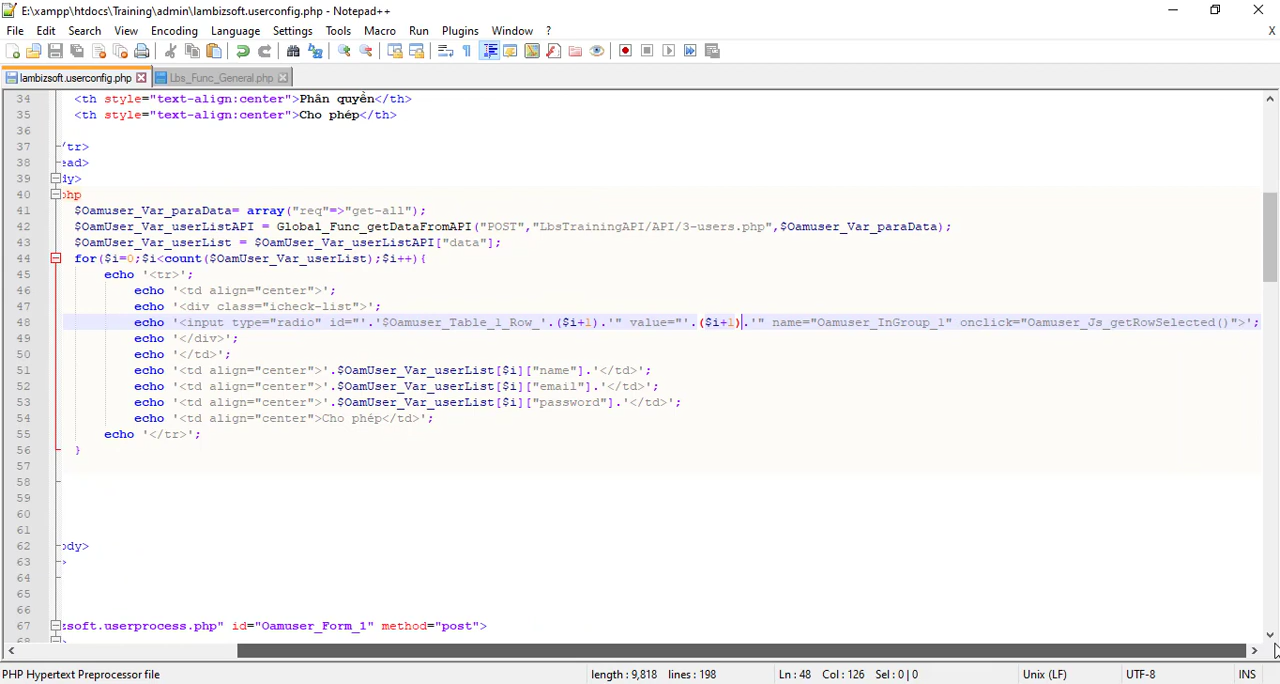 E:\xampp\htdocs\Training\admin\lambizsoft.userconfig.php - Notepad++
File Edit Search View Encoding Language Settings Tools Macro Run Plugins Window ? X
lambizsoft.userconfig.php Lbs_Func_General.php
34 <th style="text-align:center">Phân quyền</th>
35 <th style="text-align:center">Cho phép</th>
36
37 /tr>
38 ead>
39 dy>
40 hp
41 $Oamuser_Var_paraData= array("req"=>"get-all");
42 $OamUser_Var_userListAPI = Global_Func_getDataFromAPI("POST","LbsTrainingAPI/API/3-users.php",$Oamuser_Var_paraData);
43 $OamUser_Var_userList = $OamUser_Var_userListAPI["data"];
44 for($i=0;$i<count($OamUser_Var_userList);$i++){
45 echo '<tr>';
46 echo '<td align="center">';
47 echo '<div class="icheck-list">';
48 echo '<input type="radio" id="'.'$Oamuser_Table_1_Row_'.($i+1).'" value="'.($i+1).'" name="Oamuser_InGroup_1" onclick="Oamuser_Js_getRowSelected()">';
49 echo '</div>';
50 echo '</td>';
51 echo '<td align="center">'.$OamUser_Var_userList[$i]["name"].'</td>';
52 echo '<td align="center">'.$OamUser_Var_userList[$i]["email"].'</td>';
53 echo '<td align="center">'.$OamUser_Var_userList[$i]["password"].'</td>';
54 echo '<td align="center">Cho phép</td>';
55 echo '</tr>';
56 }
57
58
59
60
61
62 ody>
63 >
64
65
66
67 zsoft.userprocess.php" id="Oamuser_Form_1" method="post">
68
PHP Hypertext Preprocessor file length : 9,818 lines : 198 Ln : 48 Col : 126 Sel : 0 | 0 Unix (LF) UTF-8 INS